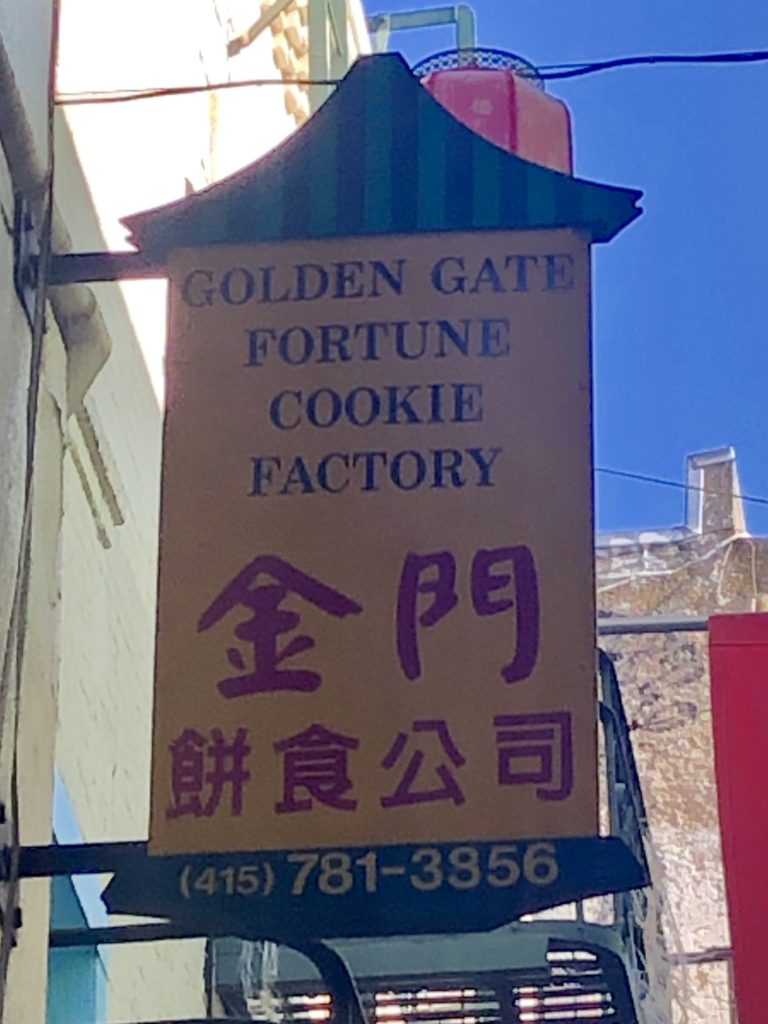 GOLDEN GATE
FORTUNE
COOKIE
FACTORY
金門
餅食公司
(415) 781-3856